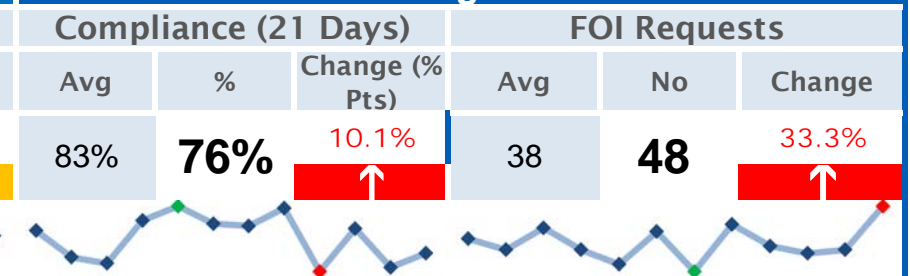 Compliance (21 Days) FOI Requests
Avg % Change (% Pts) Avg No Change
83% 76% 10.1% 38 48 33.3%